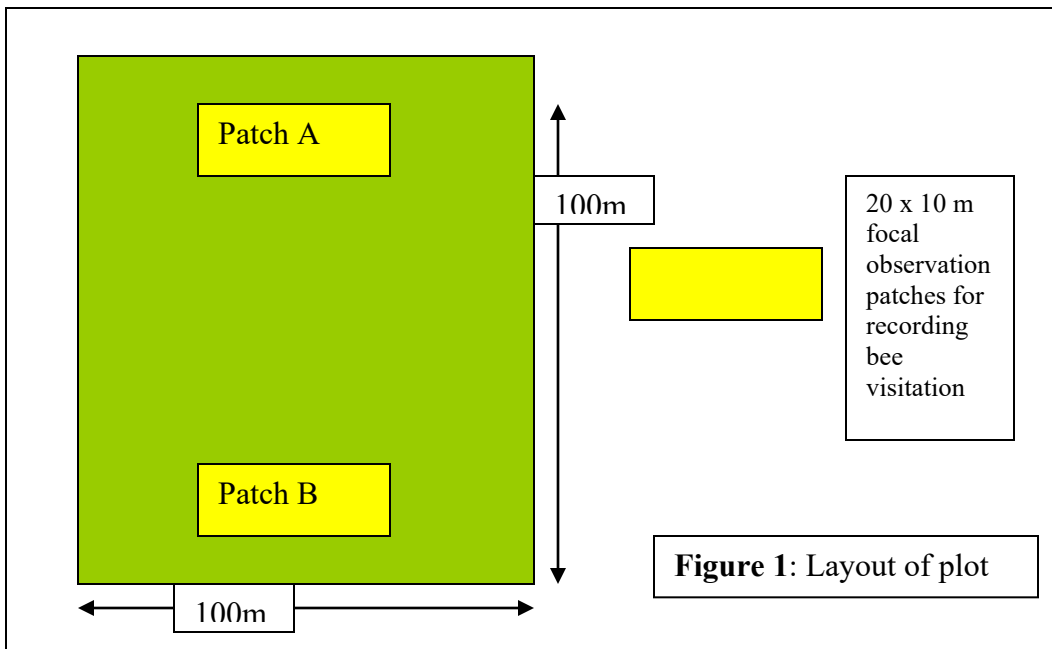 Patch A
100m
20 x 10 m
focal
observation
patches for
recording
bee
visitation
Patch B
Figure 1: Layout of plot
100m